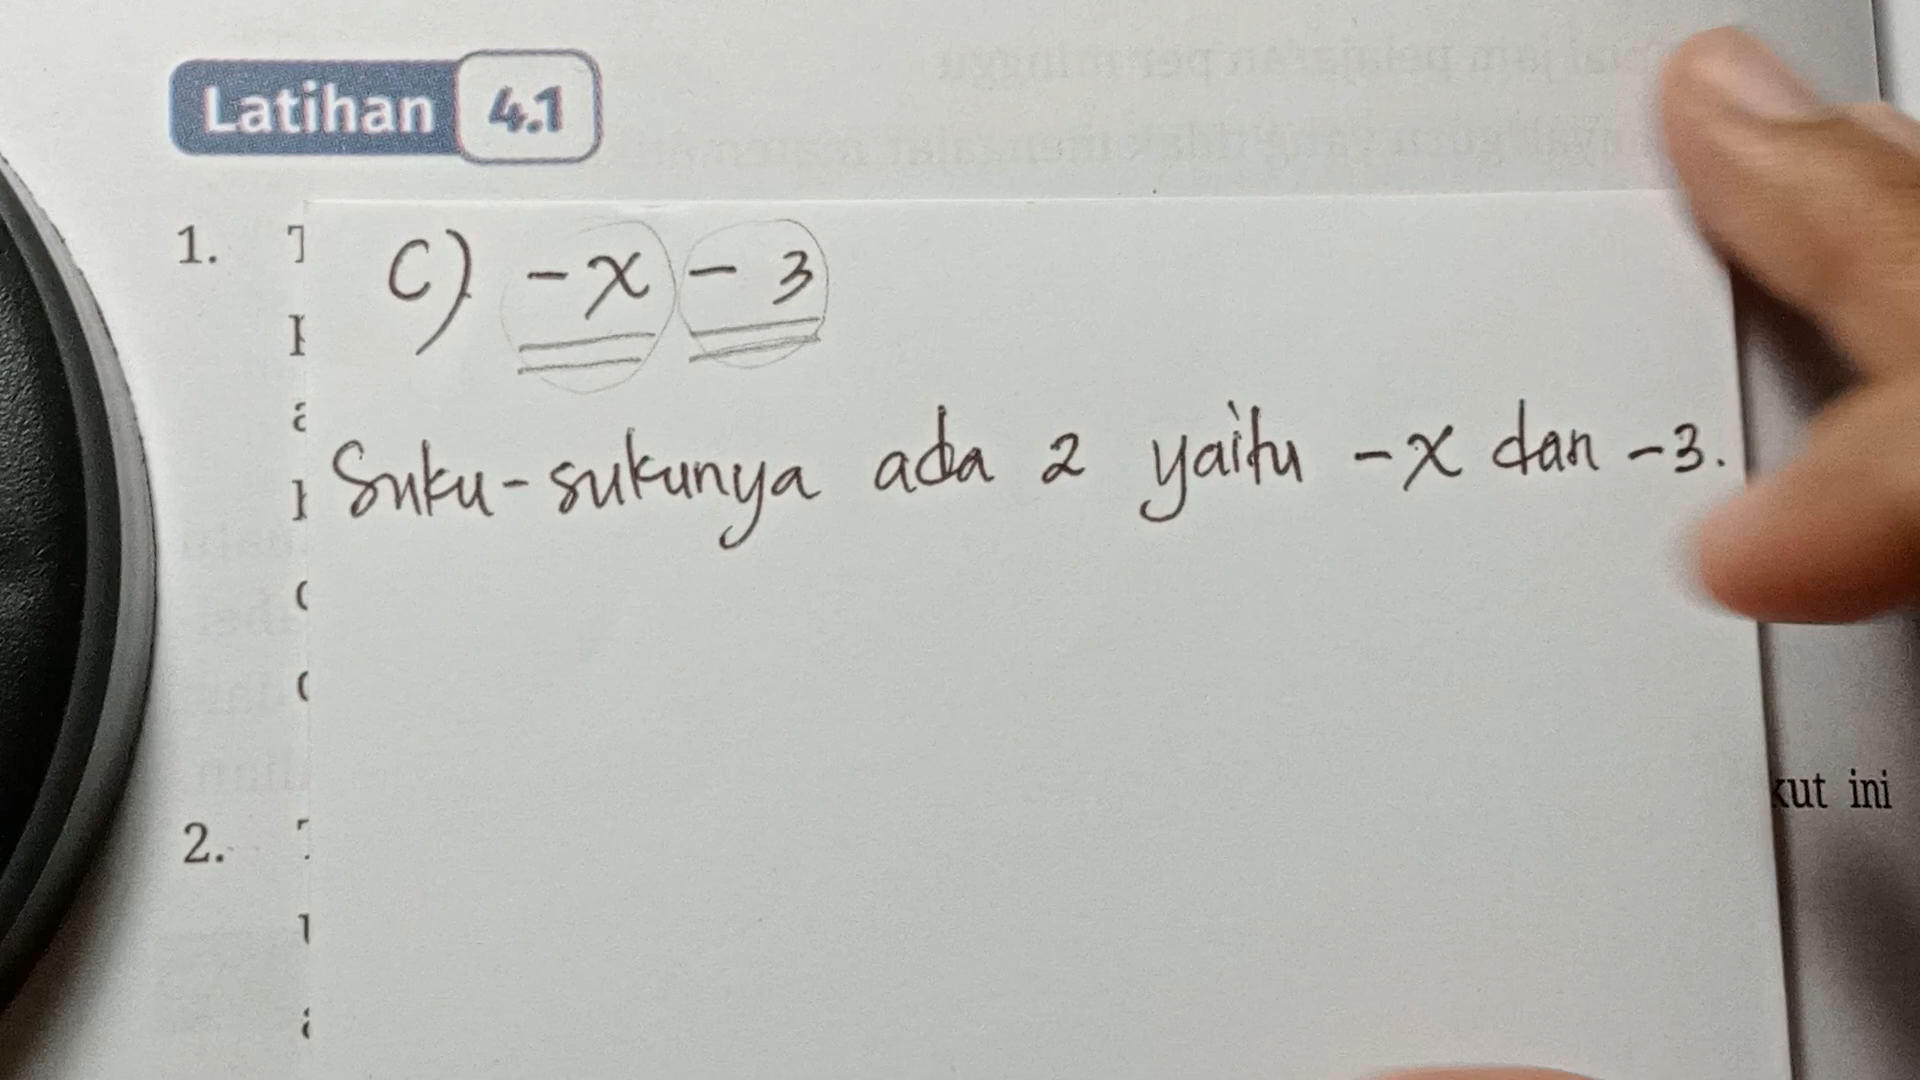 Latihan 4.1
1.
C) -x - 3
Suku-sukunya ada 2 yaitu -x dan -3.
kut ini
2.